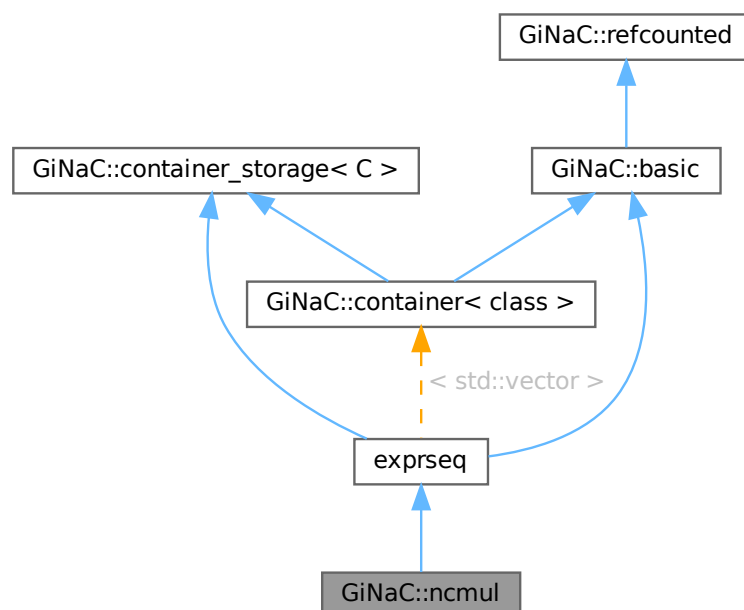 GiNaC::refcounted
GiNaC::container_storage< C >
GiNaC::basic
GiNaC::container< class >
< std::vector >
exprseq
GiNaC::ncmul